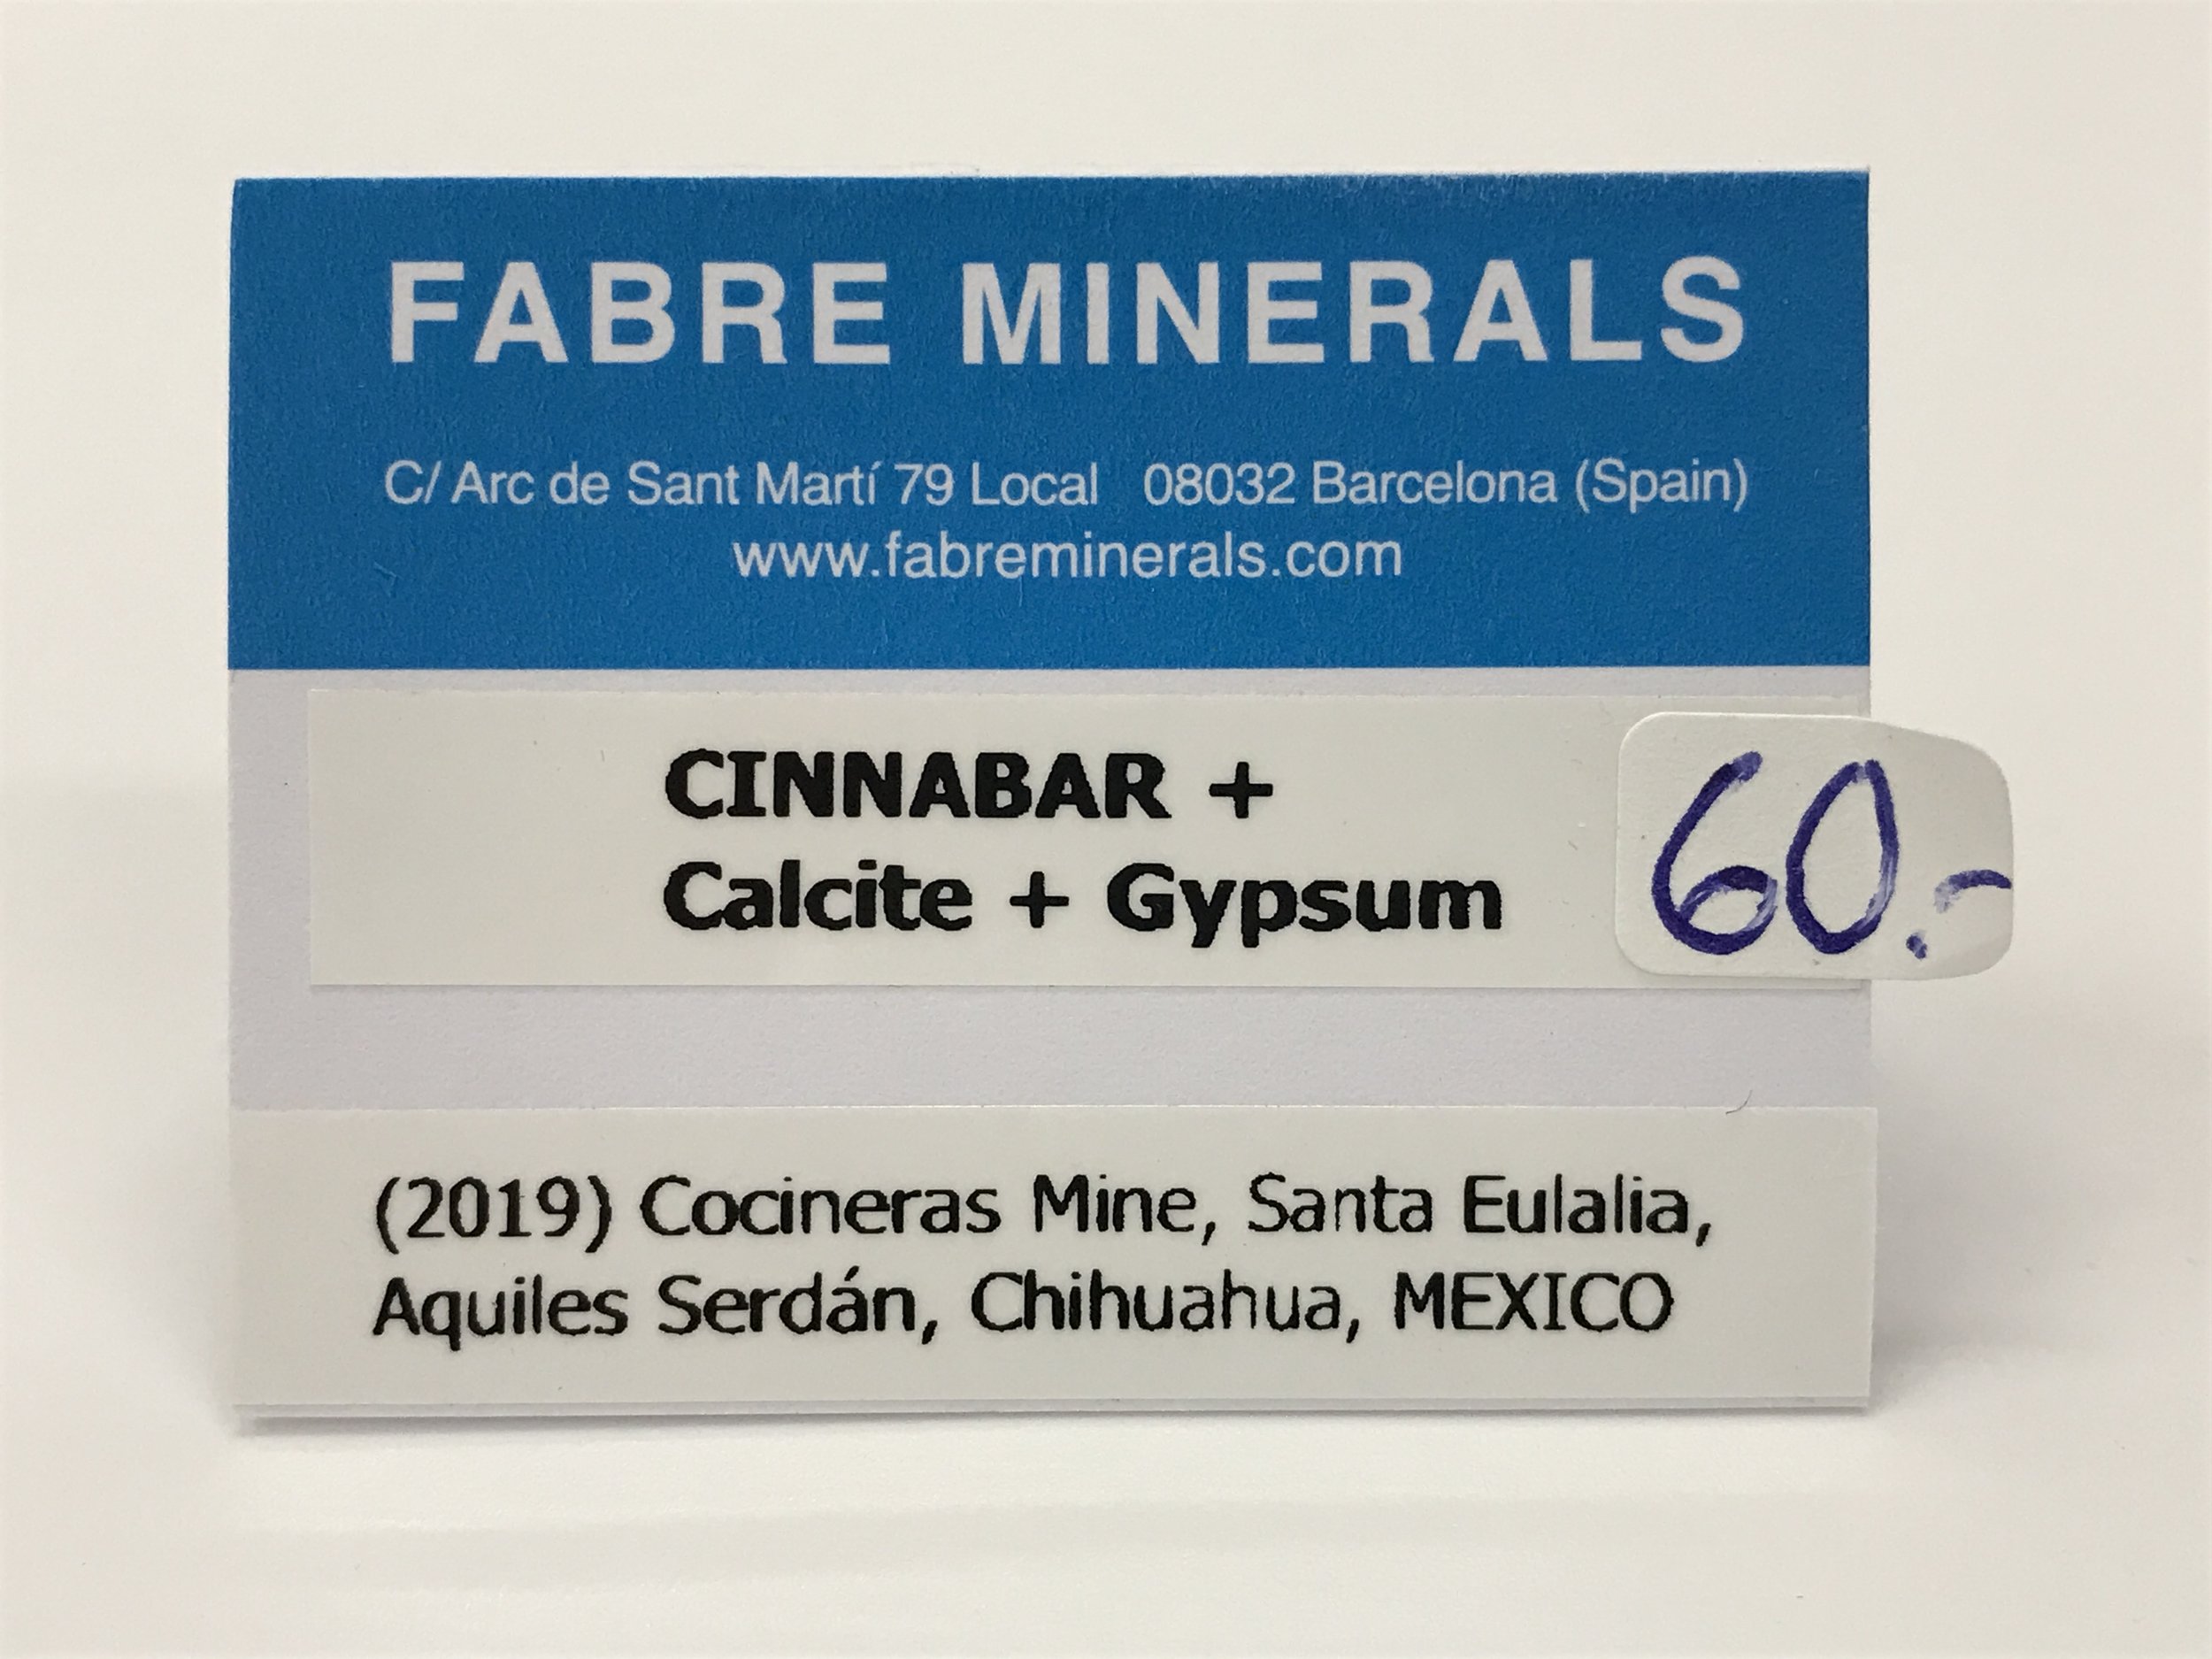 FABRE MINERALS
C/ Arc de Sant Martí 79 Local 08032 Barcelona (Spain)
www.fabreminerals.com
CINNABAR +
Calcite + Gypsum
60.-
(2019) Cocineras Mine, Santa Eulalia,
Aquiles Serdán, Chihuahua, MEXICO